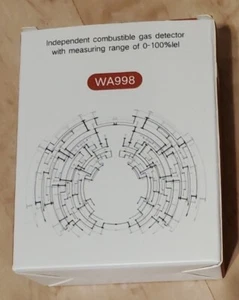 Independent combustible gas detector
with measuring range of 0-100%lel
WA998